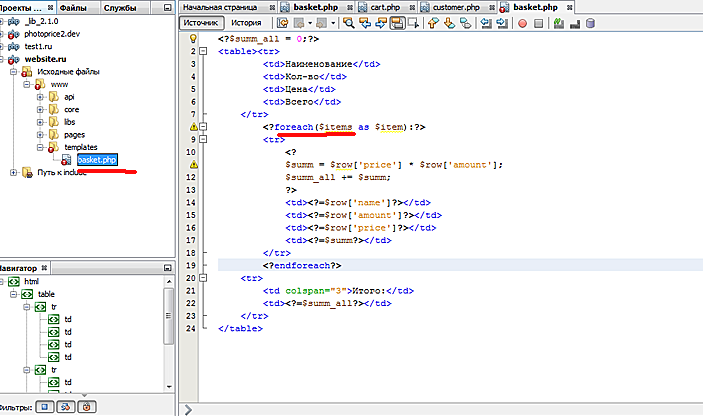 Проекты ...
Файлы
Службы
_lib_2.1.0
photoprice2.dev
test1.ru
website.ru
Исходные файлы
www
api
core
libs
pages
templates
basket.php
Путь к include
Навигатор
html
table
tr
td
td
td
td
tr
td
td
Фильтры:
Начальная страница
basket.php
cart.php
customer.php
basket.php
Источник
История
<?$summ_all = 0;?>
2 <table><tr>
3 <td>Наименование</td>
4 <td>Кол-во</td>
5 <td>Цена</td>
6 <td>Всего</td>
7 </tr>
<?foreach($items as $item):?>
9 <tr>
10 <?
$summ = $row['price'] * $row['amount'];
12 $summ_all += $summ;
13 ?>
14 <td><?=$row['name']?></td>
15 <td><?=$row['amount']?></td>
16 <td><?=$row['price']?></td>
17 <td><?=$summ?></td>
18 </tr>
19 <?endforeach?>
20 <tr>
21 <td colspan="3">Итого:</td>
22 <td><?=$summ_all?></td>
23 </tr>
24 </table>